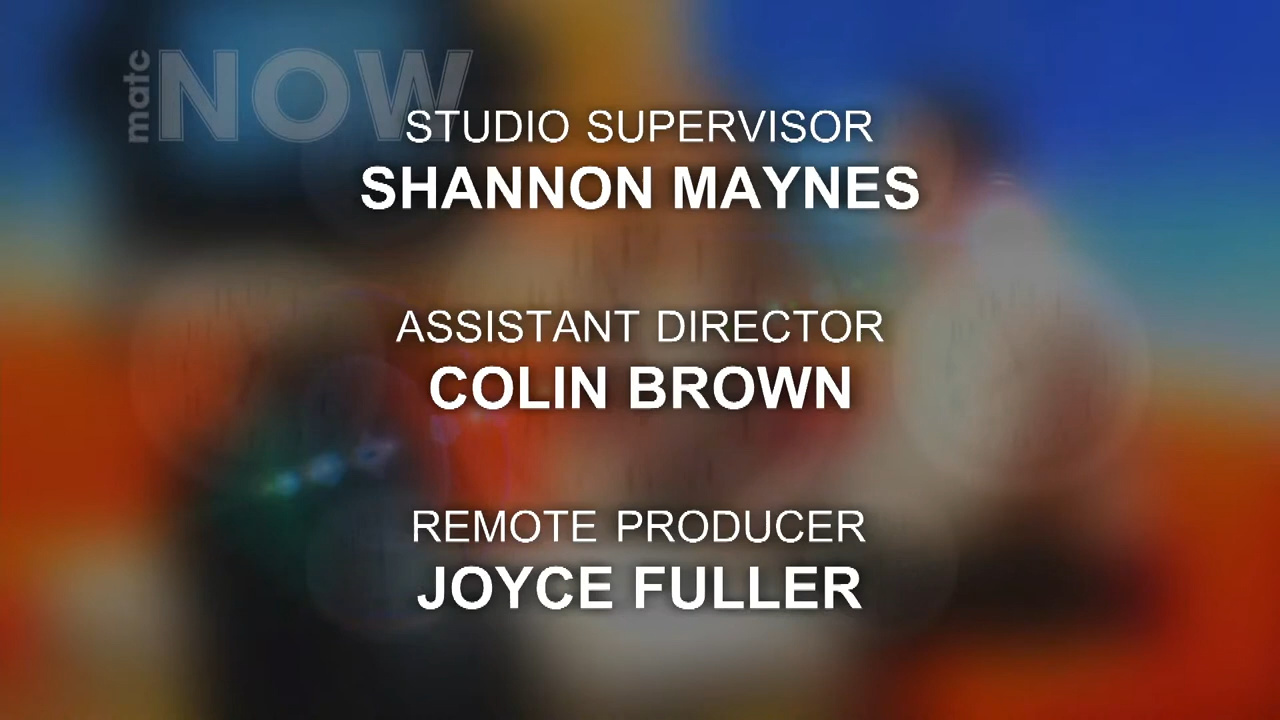 matc NOW
STUDIO SUPERVISOR
SHANNON MAYNES
ASSISTANT DIRECTOR
COLIN BROWN
REMOTE PRODUCER
JOYCE FULLER